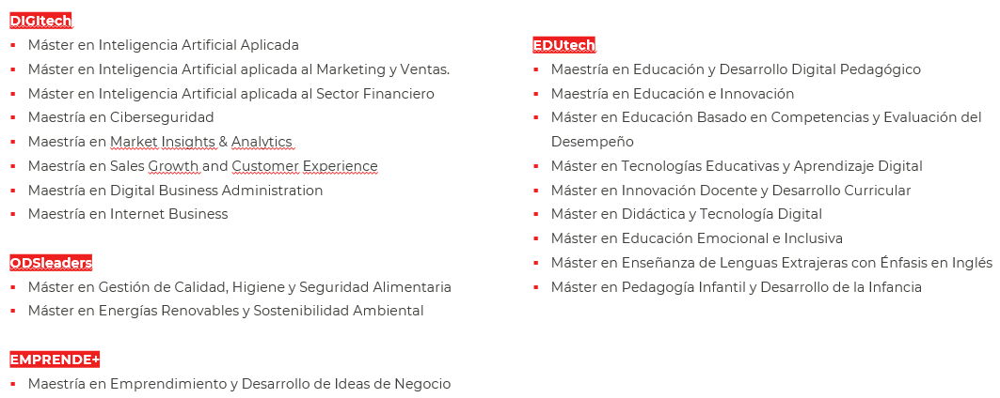 DIGItech
▪ Máster en Inteligencia Artificial Aplicada
▪ Máster en Inteligencia Artificial aplicada al Marketing y Ventas.
▪ Máster en Inteligencia Artificial aplicada al Sector Financiero
▪ Maestría en Ciberseguridad
▪ Maestría en Market Insights & Analytics
▪ Maestría en Sales Growth and Customer Experience
▪ Maestría en Digital Business Administration
▪ Maestría en Internet Business
ODSleaders
▪ Máster en Gestión de Calidad, Higiene y Seguridad Alimentaria
▪ Máster en Energías Renovables y Sostenibilidad Ambiental
EMPRENDE+
▪ Maestría en Emprendimiento y Desarrollo de Ideas de Negocio
EDUtech
▪ Maestría en Educación y Desarrollo Digital Pedagógico
▪ Maestría en Educación e Innovación
▪ Máster en Educación Basado en Competencias y Evaluación del
Desempeño
▪ Máster en Tecnologías Educativas y Aprendizaje Digital
▪ Máster en Innovación Docente y Desarrollo Curricular
▪ Máster en Didáctica y Tecnología Digital
▪ Máster en Educación Emocional e Inclusiva
▪ Máster en Enseñanza de Lenguas Extrajeras con Énfasis en Inglés
▪ Máster en Pedagogía Infantil y Desarrollo de la Infancia